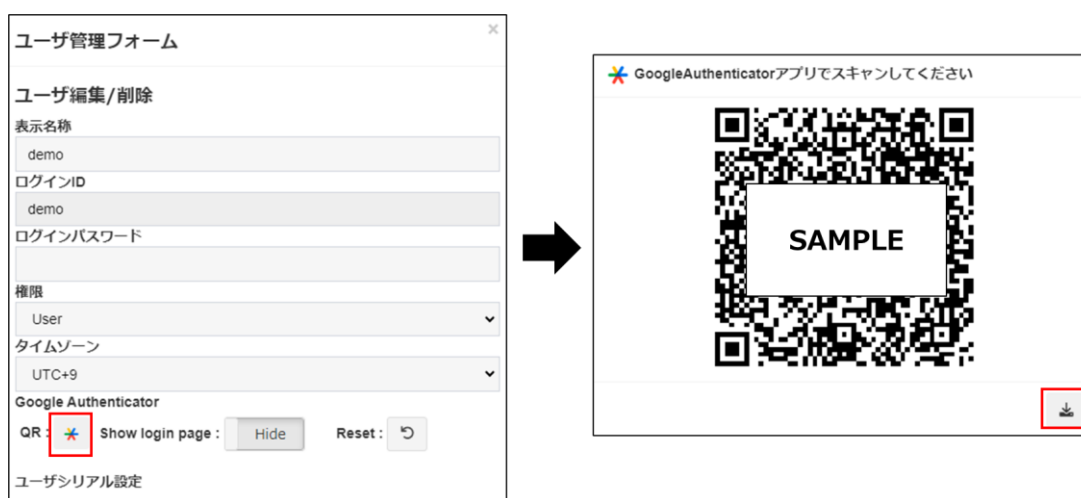 ユーザ管理フォーム
×
ユーザ編集/削除
表示名称
demo
ログインID
demo
ログインパスワード
権限
User
タイムゾーン
UTC+9
Google Authenticator
QR : Show login page : Hide Reset :
ユーザシリアル設定
GoogleAuthenticatorアプリでスキャンしてください
SAMPLE